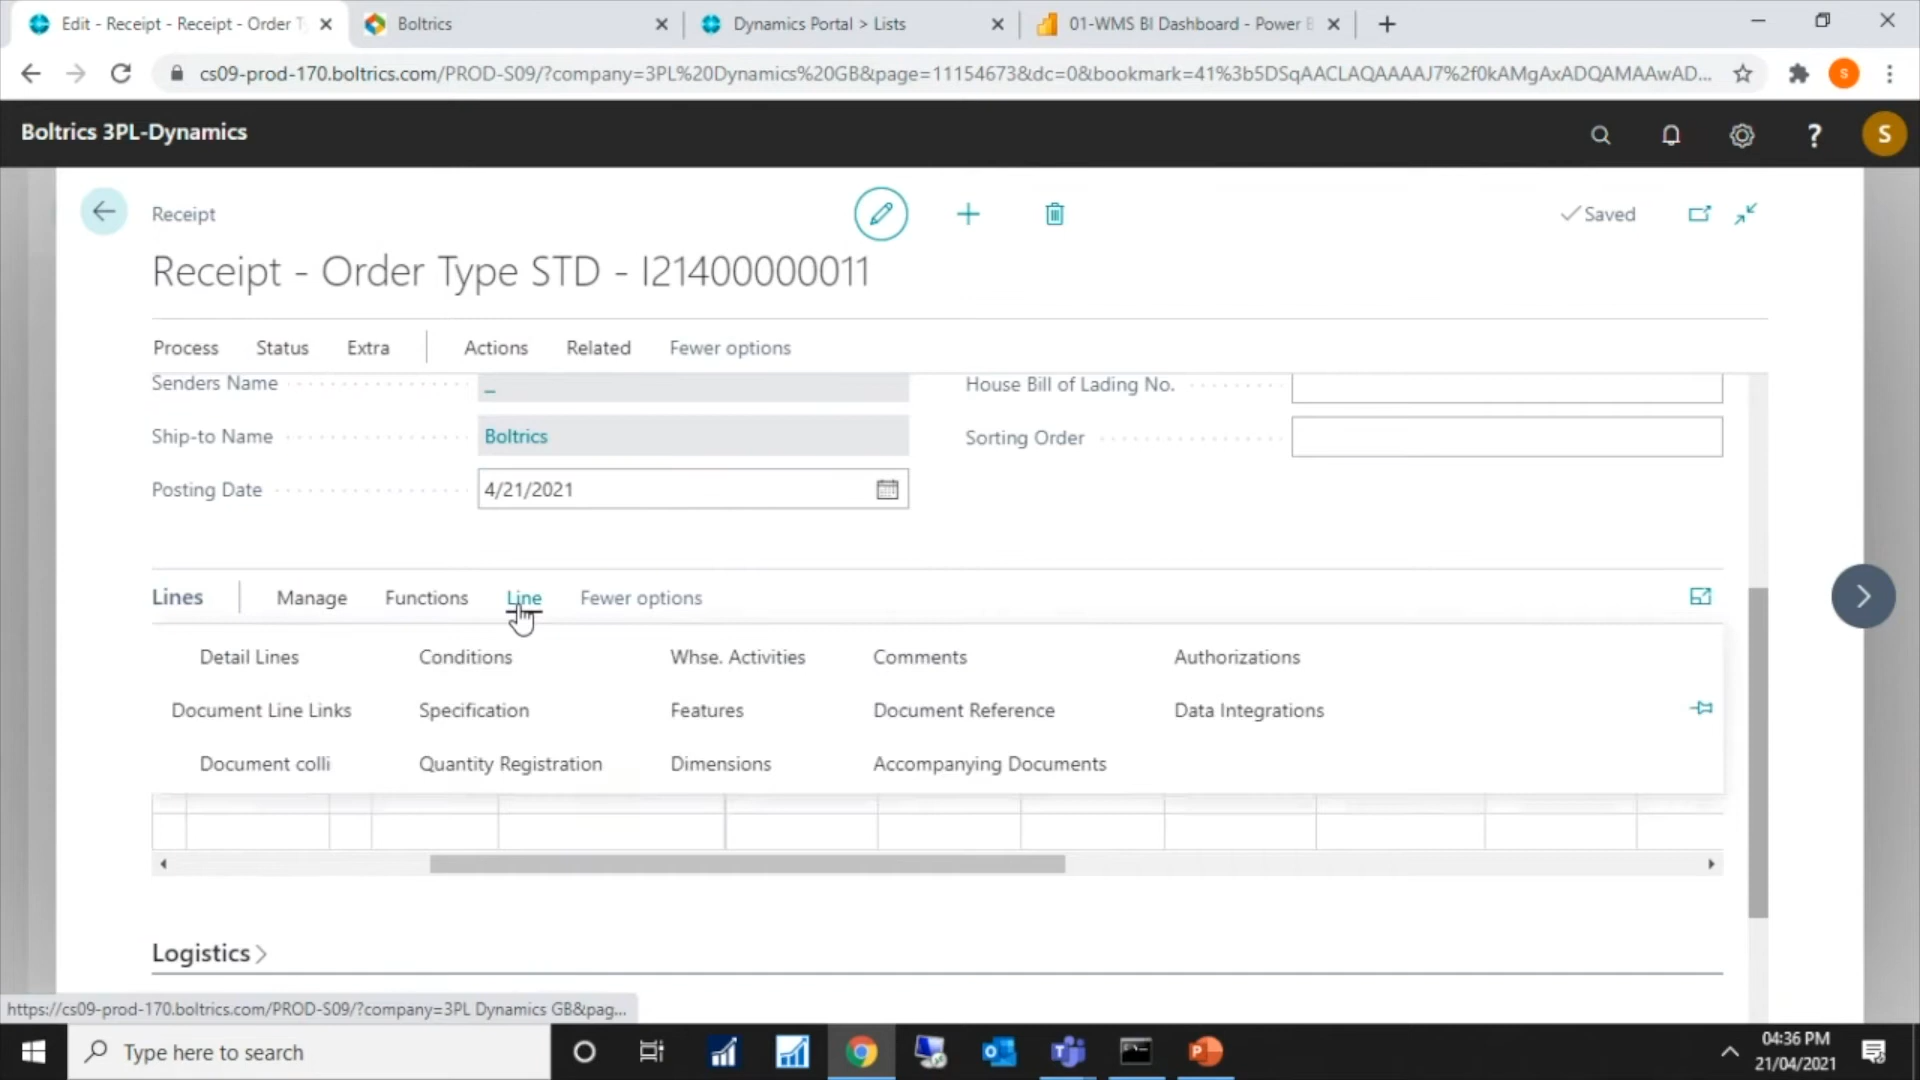 Edit - Receipt - Receipt - Order T
Boltrics
Dynamics Portal > Lists
01-WMS BI Dashboard - Power B
cs09-prod-170.boltrics.com/PROD-S09/?company=3PL%20Dynamics%20GB&page=11154673&dc=0&bookmark=41%3b5DSqAACLAQAAAAJ7%2f0kAMgAxADQAMAAwAD...
S
Boltrics 3PL-Dynamics
?
S
Receipt
Saved
Receipt - Order Type STD - I21400000011
Process Status Extra Actions Related Fewer options
Senders Name _ House Bill of Lading No.
Ship-to Name Boltrics Sorting Order
Posting Date 4/21/2021
Lines Manage Functions Line Fewer options
Detail Lines Conditions Whse. Activities Comments Authorizations
Document Line Links Specification Features Document Reference Data Integrations
Document colli Quantity Registration Dimensions Accompanying Documents
Logistics
https://cs09-prod-170.boltrics.com/PROD-S09/?company=3PL Dynamics GB&pag...
Type here to search
04:36 PM
21/04/2021